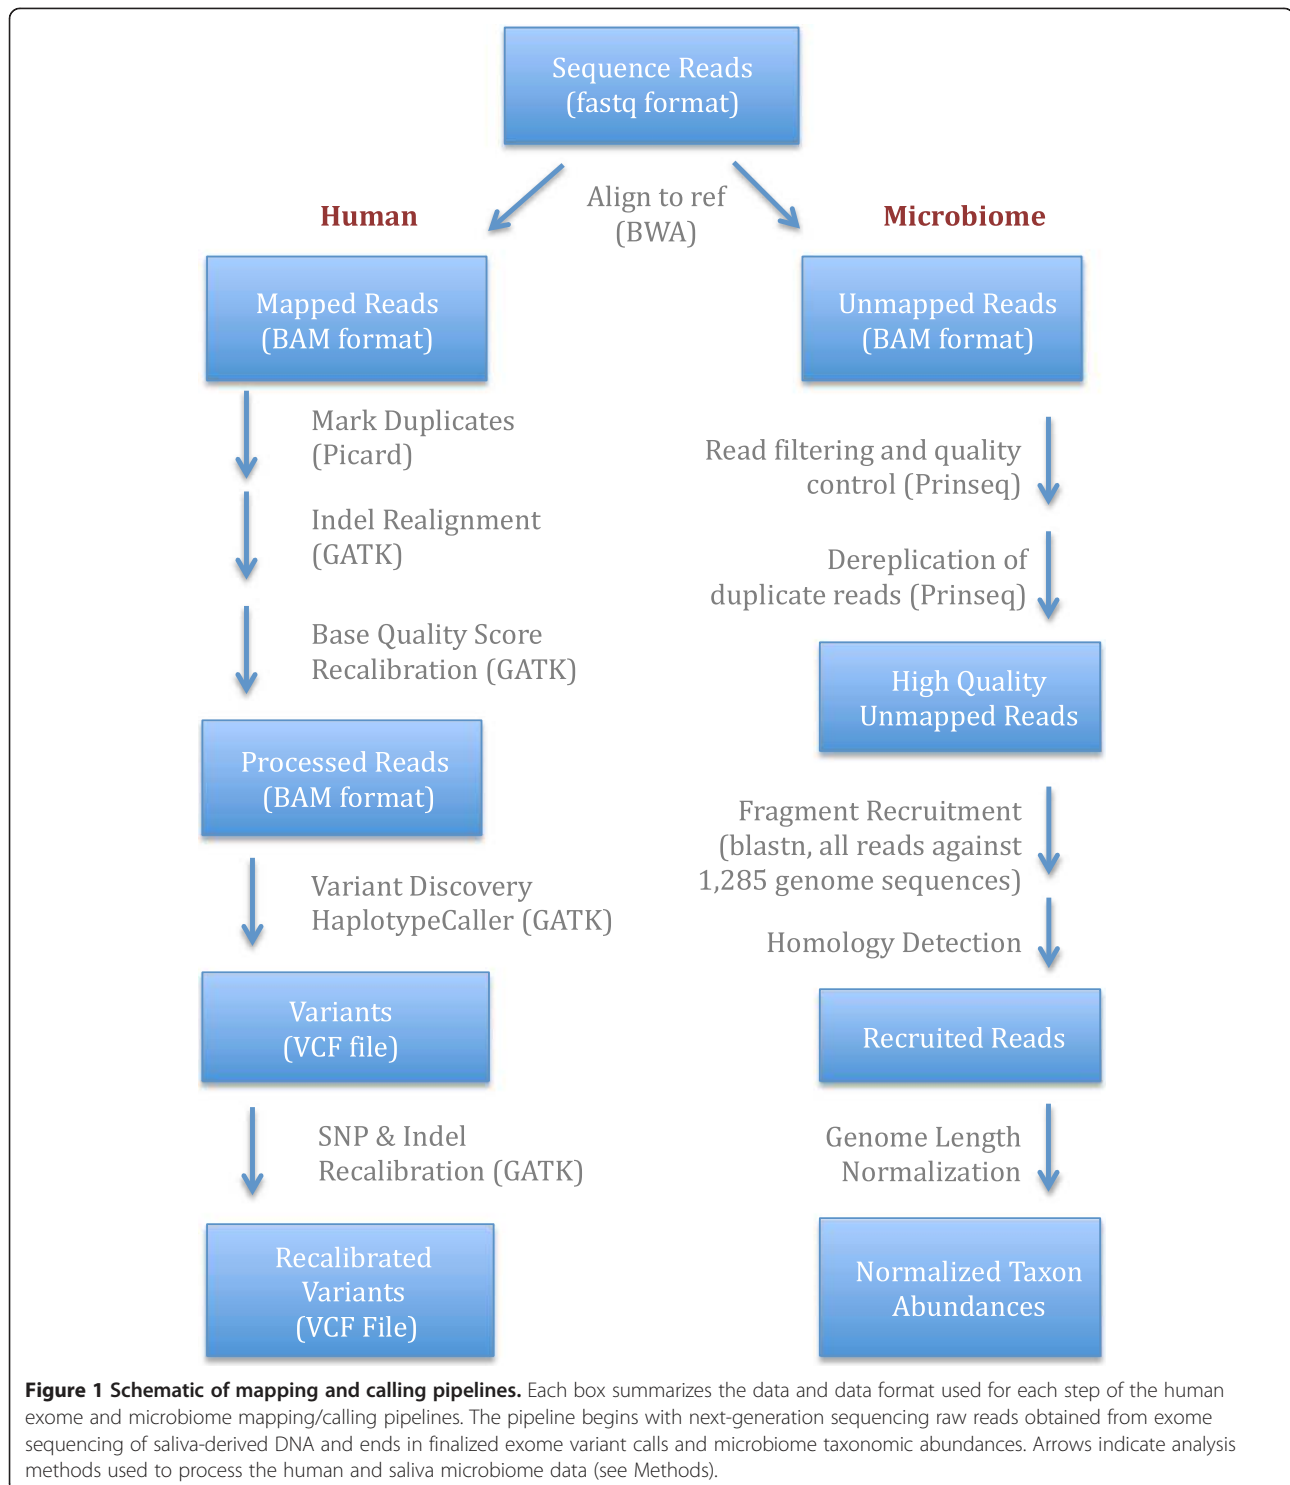 Sequence Reads
(fastq format)
Align to ref
(BWA)
Human
Microbiome
Mapped Reads
(BAM format)
Unmapped Reads
(BAM format)
Mark Duplicates
(Picard)
Indel Realignment
(GATK)
Base Quality Score
Recalibration (GATK)
Processed Reads
(BAM format)
Variant Discovery
HaplotypeCaller (GATK)
Variants
(VCF file)
SNP & Indel
Recalibration (GATK)
Recalibrated
Variants
(VCF File)
Read filtering and quality
control (Prinseq)
Dereplication of
duplicate reads (Prinseq)
High Quality
Unmapped Reads
Fragment Recruitment
(blastn, all reads against
1,285 genome sequences)
Homology Detection
Recruited Reads
Genome Length
Normalization
Normalized Taxon
Abundances
Figure 1 Schematic of mapping and calling pipelines. Each box summarizes the data and data format used for each step of the human
exome and microbiome mapping/calling pipelines. The pipeline begins with next-generation sequencing raw reads obtained from exome
sequencing of saliva-derived DNA and ends in finalized exome variant calls and microbiome taxonomic abundances. Arrows indicate analysis
methods used to process the human and saliva microbiome data (see Methods).